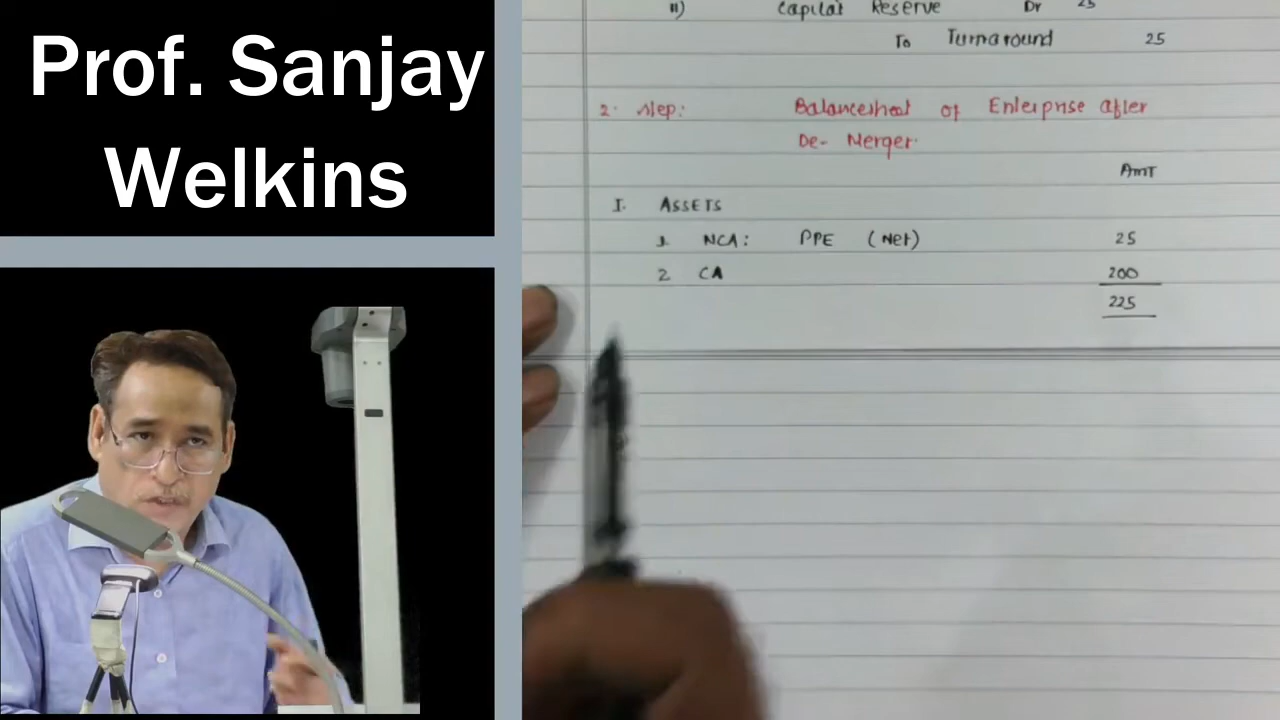 Prof. Sanjay
Welkins
II) Capital Reserve Dr 25
To Turnaround 25
2. Step: Balancesheet of Enterprise after
De- Merger.
AMT
I. ASSETS
1. NCA: PPE (Net) 25
2 CA 200
225